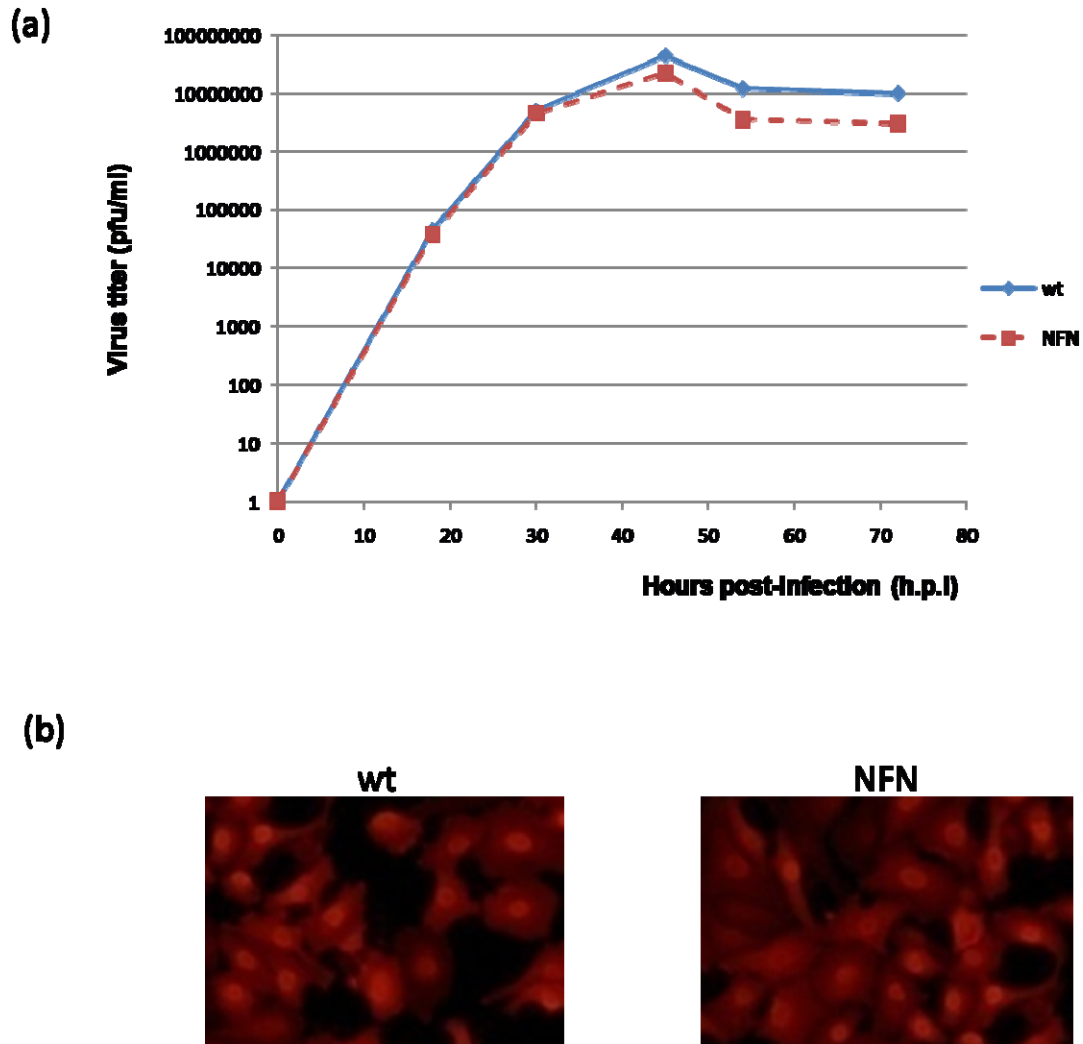 (a)
100000000
10000000
1000000
100000
10000
1000
100
10
1
Virus titer (pfu/ml)
0 10 20 30 40 50 60 70 80
Hours post-infection (h.p.i)
wt
NFN
(b)
wt NFN